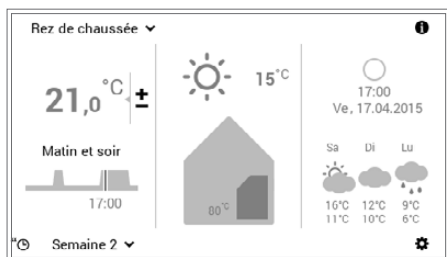 Rez de chaussée
21,0°C ±
Matin et soir
17:00
Semaine 2
15°C
80°C
17:00
Ve, 17.04.2015
Sa Di Lu
16°C 12°C 9°C
11°C 10°C 6°C